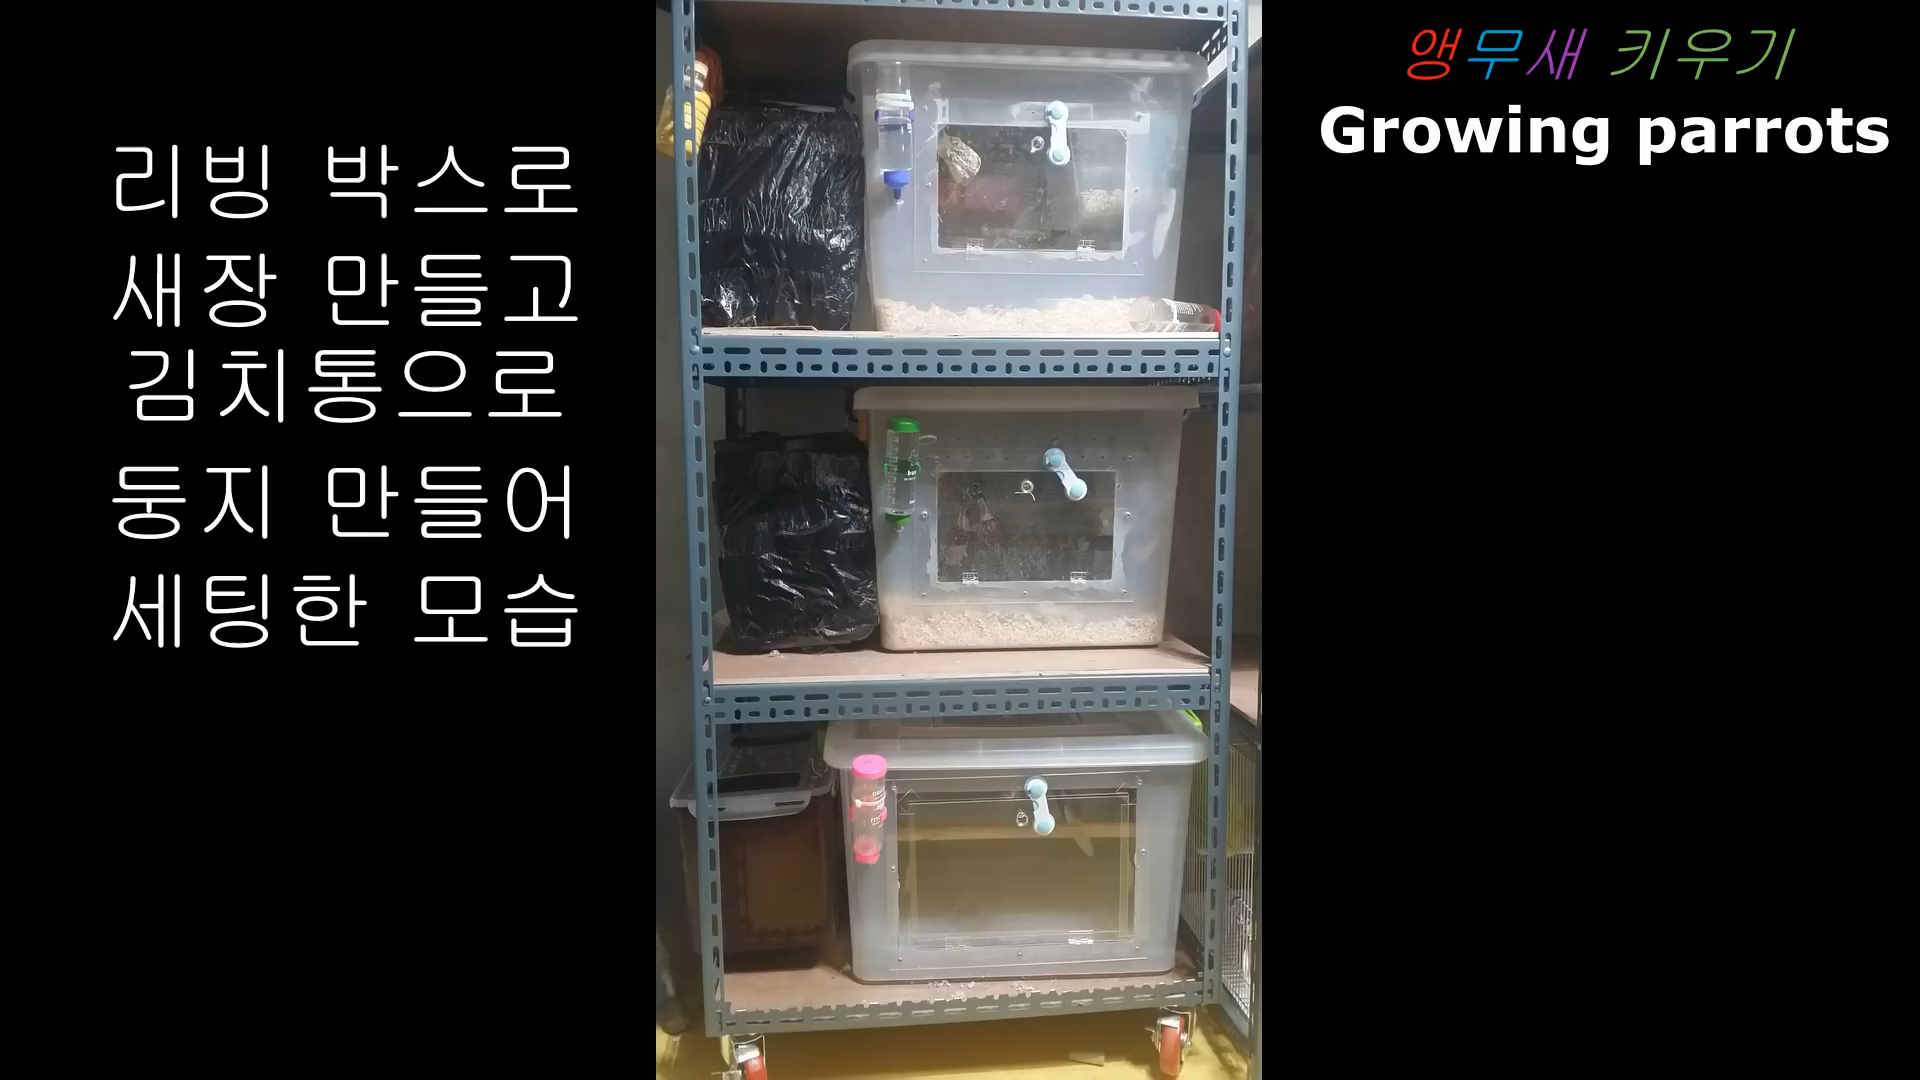 리빙 박스로
새장 만들고
김치통으로
둥지 만들어
세팅한 모습
앵무새 키우기
Growing parrots